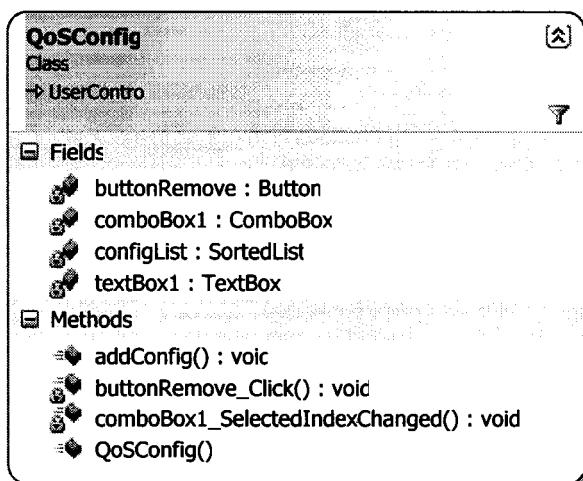 QoSConfig
Class
UserContro
Fields
buttonRemove : Button
comboBox1 : ComboBox
configList : SortedList
textBox1 : TextBox
Methods
addConfig() : voic
buttonRemove_Click() : void
comboBox1_SelectedIndexChanged() : void
QoSConfig()